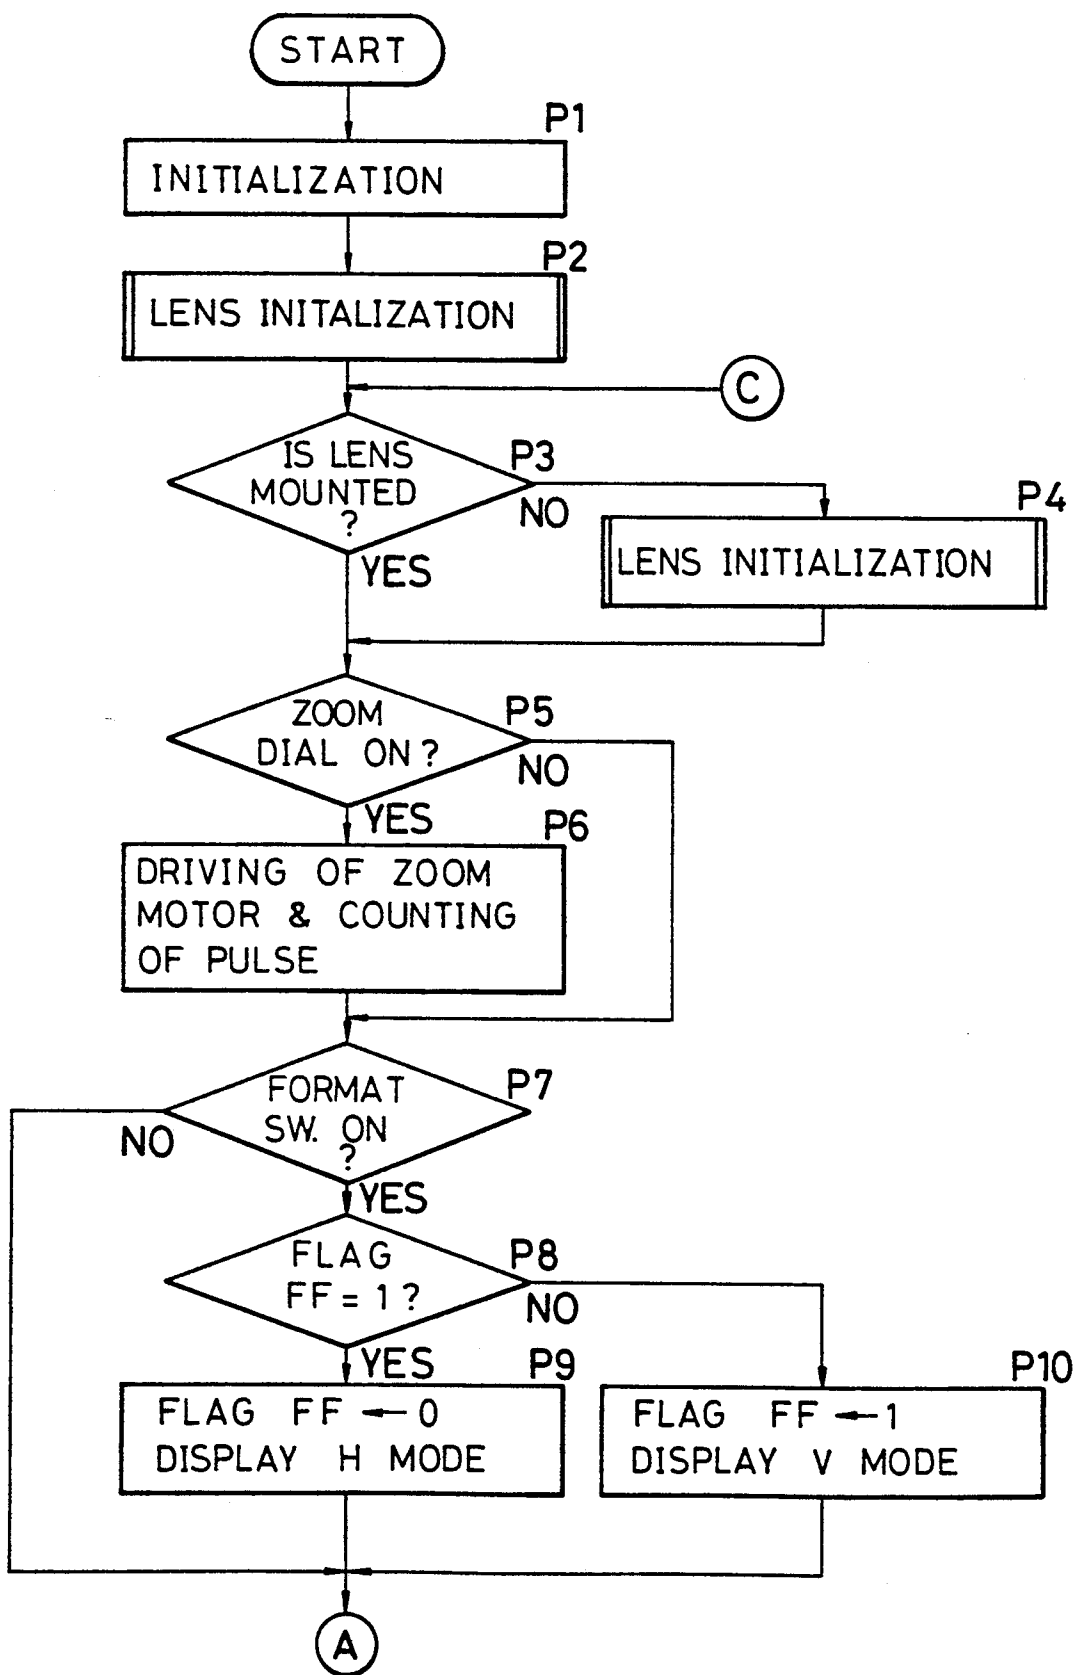 START
P1
INITIALIZATION
P2
LENS INITALIZATION
C
IS LENS
MOUNTED
?
P3
NO
YES
P4
LENS INITIALIZATION
ZOOM
DIAL ON?
P5
NO
YES
P6
DRIVING OF ZOOM
MOTOR & COUNTING
OF PULSE
FORMAT
SW. ON
?
P7
NO
YES
FLAG
FF = 1?
P8
NO
YES
P9
FLAG FF ← 0
DISPLAY H MODE
P10
FLAG FF ← 1
DISPLAY V MODE
A